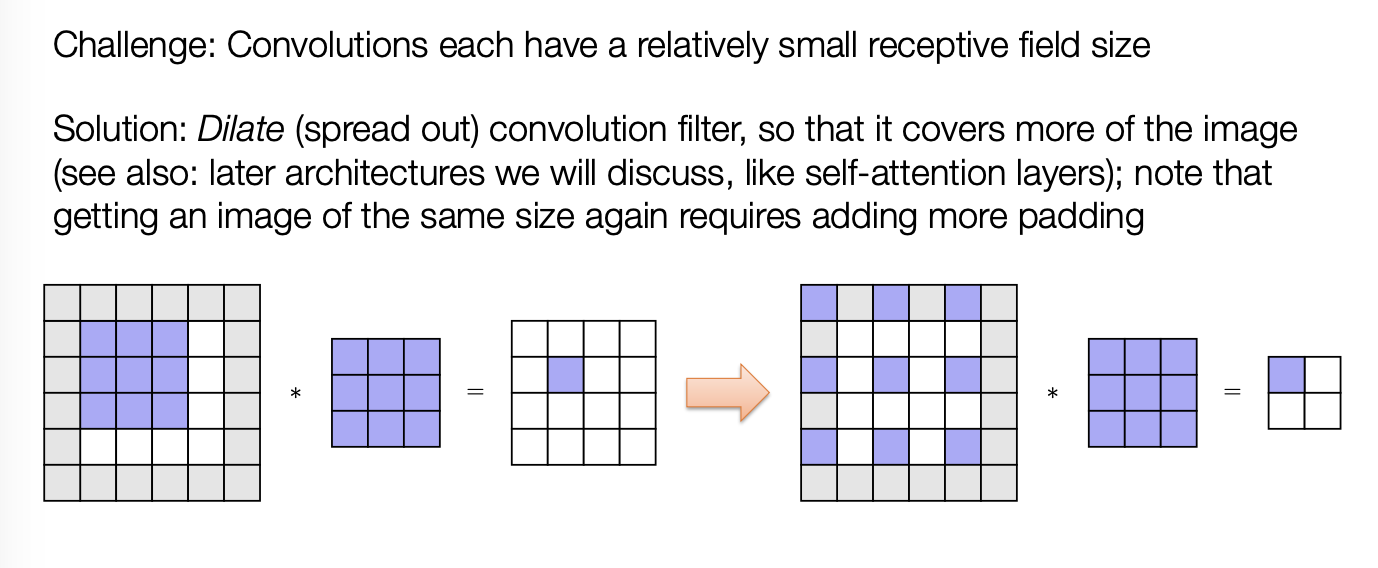 Challenge: Convolutions each have a relatively small receptive field size
Solution: Dilate (spread out) convolution filter, so that it covers more of the image
(see also: later architectures we will discuss, like self-attention layers); note that
getting an image of the same size again requires adding more padding
* = * =